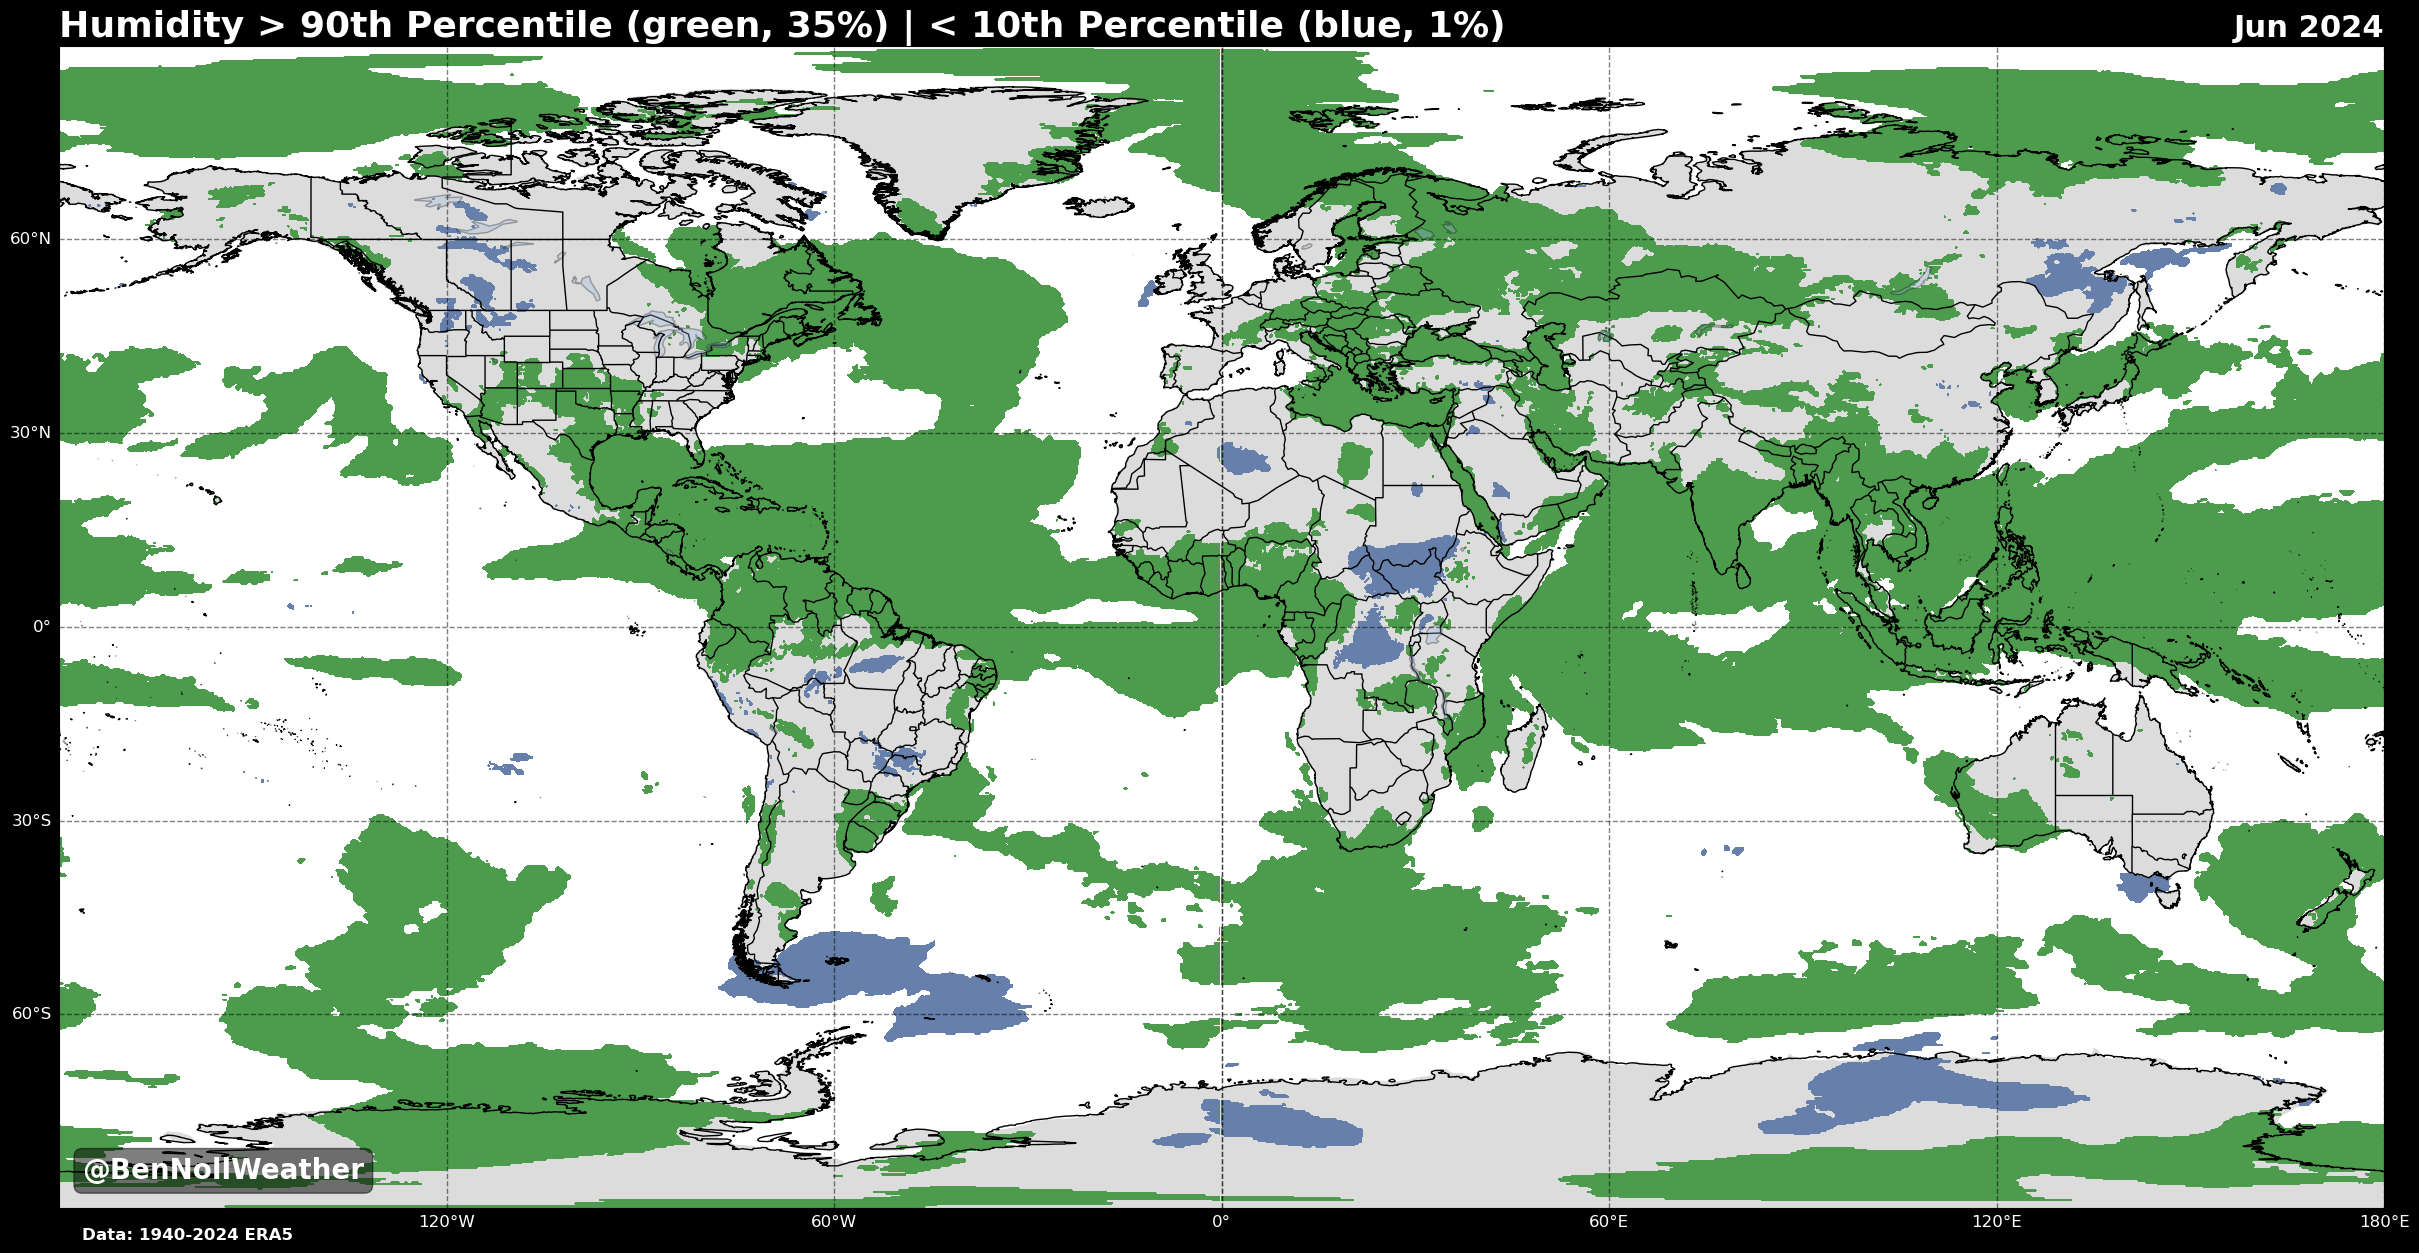 Humidity > 90th Percentile (green, 35%) | < 10th Percentile (blue, 1%) Jun 2024
60°N
30°N
0°
30°S
60°S
@BenNollWeather
120°W 60°W 0° 60°E 120°E 180°E
Data: 1940-2024 ERA5